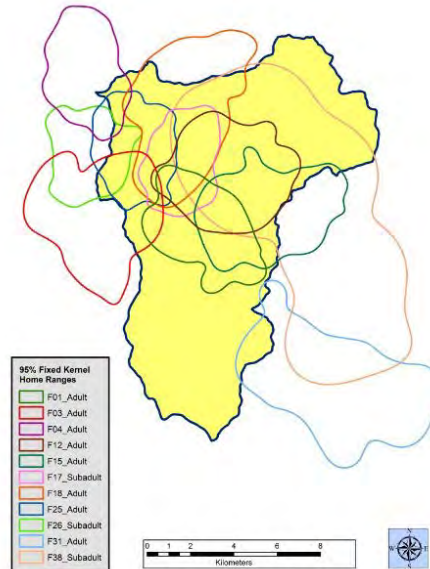 95% Fixed Kernel
Home Ranges
F01_Adult
F03_Adult
F04_Adult
F12_Adult
F15_Adult
F17_Subadult
F18_Adult
F25_Adult
F26_Subadult
F31_Adult
F38_Subadult
0 1 2 4 6 8
Kilometers
N
W E
S